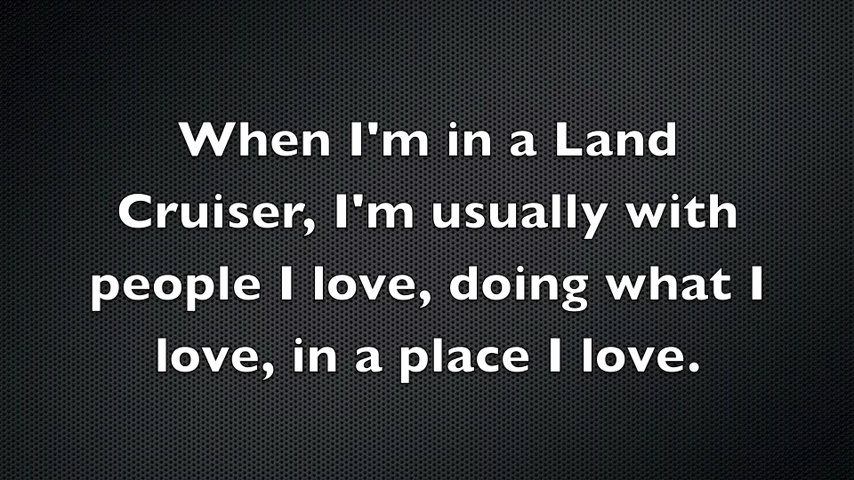 When I'm in a Land
Cruiser, I'm usually with
people I love, doing what I
love, in a place I love.